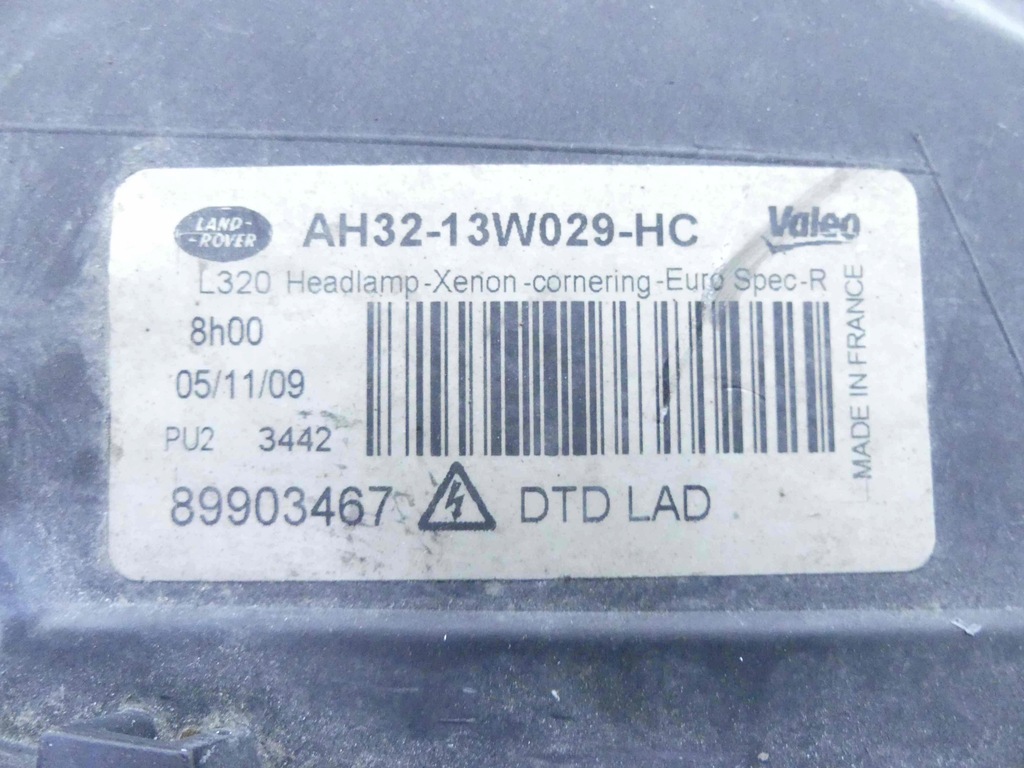 LAND-
-ROVER
AH32-13W029-HC
Valeo
L320 Headlamp-Xenon-cornering-Euro Spec-R
8h00
05/11/09
PU2 3442
MADE IN FRANCE
89903467 DTD LAD